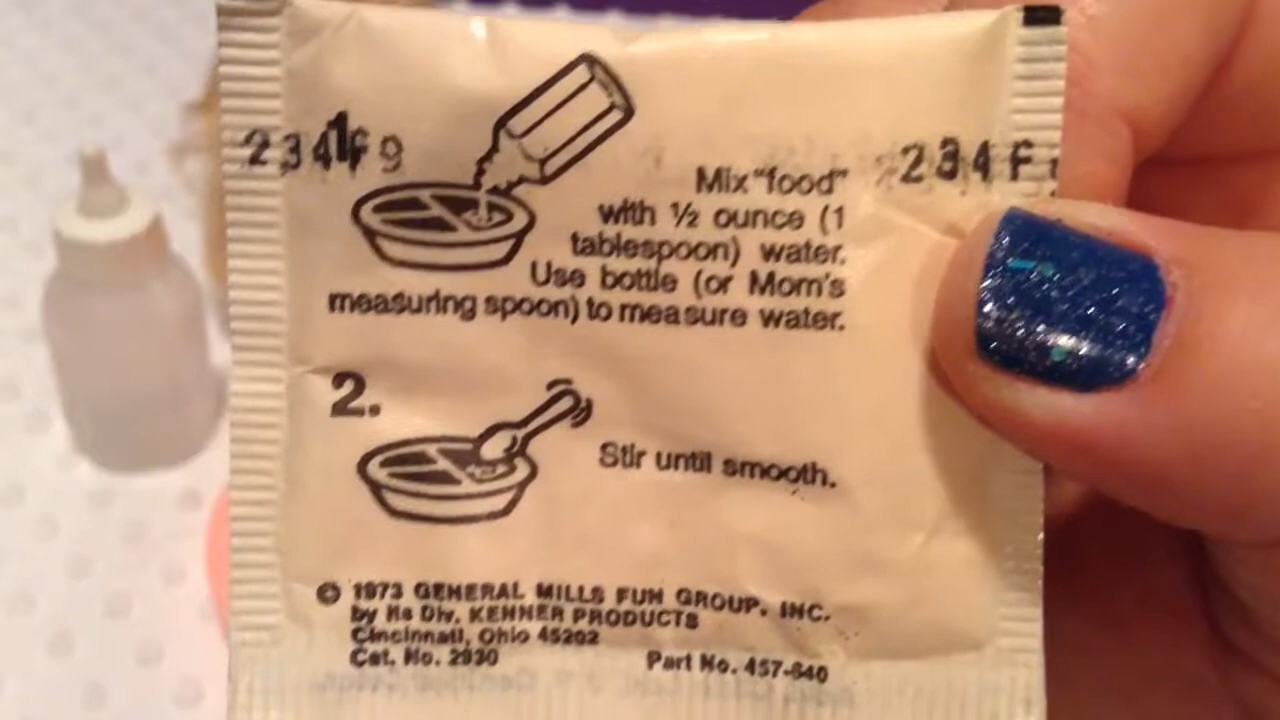 234 F 9
234 F
1
Mix "food"
with ½ ounce (1
tablespoon) water.
Use bottle (or Mom's
measuring spoon) to measure water.
2.
Stir until smooth.
© 1973 GENERAL MILLS FUN GROUP, INC.
by its Div. KENNER PRODUCTS
Cincinnati, Ohio 45202
Cat. No. 2930
Part No. 457-640